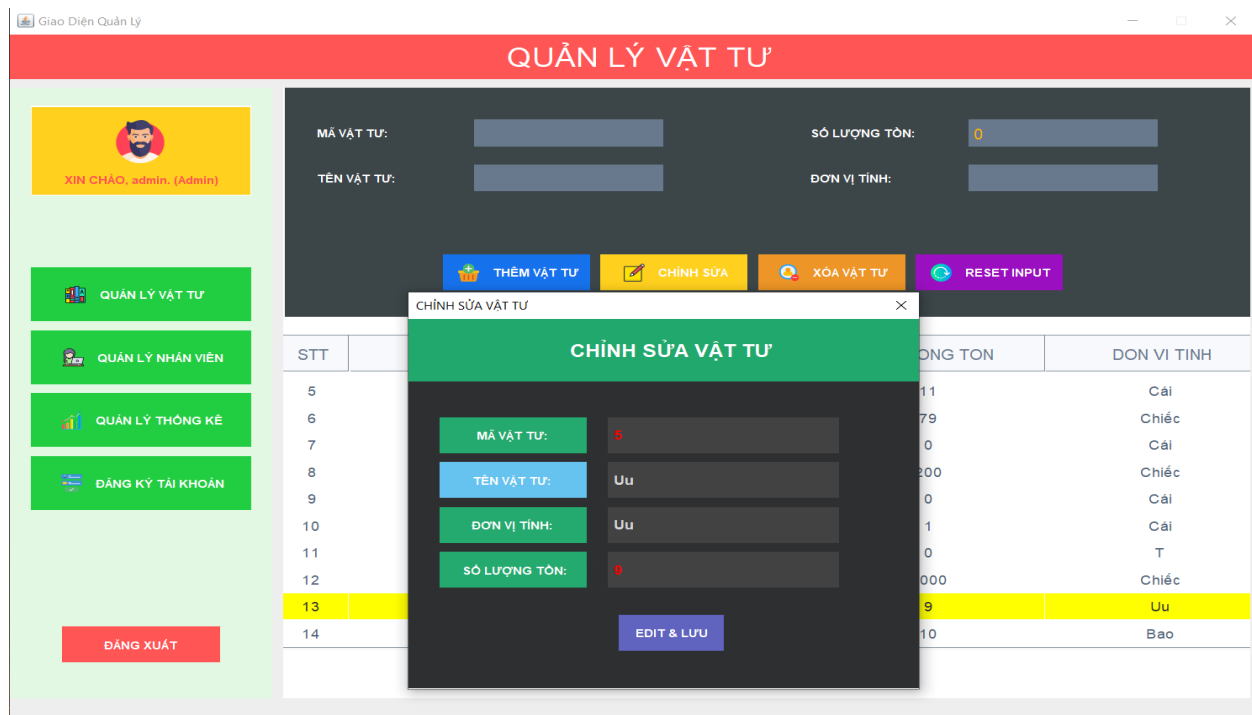 Giao Diện Quản Lý
QUẢN LÝ VẬT TƯ
XIN CHÀO, admin. (Admin)
QUẢN LÝ VẬT TƯ
QUẢN LÝ NHÂN VIÊN
QUẢN LÝ THỐNG KÊ
ĐĂNG KÝ TÀI KHOẢN
ĐĂNG XUẤT
MÃ VẬT TƯ:
SỐ LƯỢNG TỒN: 0
TÊN VẬT TƯ:
ĐƠN VỊ TÍNH:
THÊM VẬT TƯ CHỈNH SỬA XÓA VẬT TƯ RESET INPUT
STT ONG TON DON VI TINH
5 11 Cái
6 79 Chiếc
7 0 Cái
8 200 Chiếc
9 0 Cái
10 1 Cái
11 0 T
12 000 Chiếc
13 9 Uu
14 10 Bao
CHỈNH SỬA VẬT TƯ
CHỈNH SỬA VẬT TƯ
MÃ VẬT TƯ: 5
TÊN VẬT TƯ: Uu
ĐƠN VỊ TÍNH: Uu
SỐ LƯỢNG TỒN: 9
EDIT & LƯU